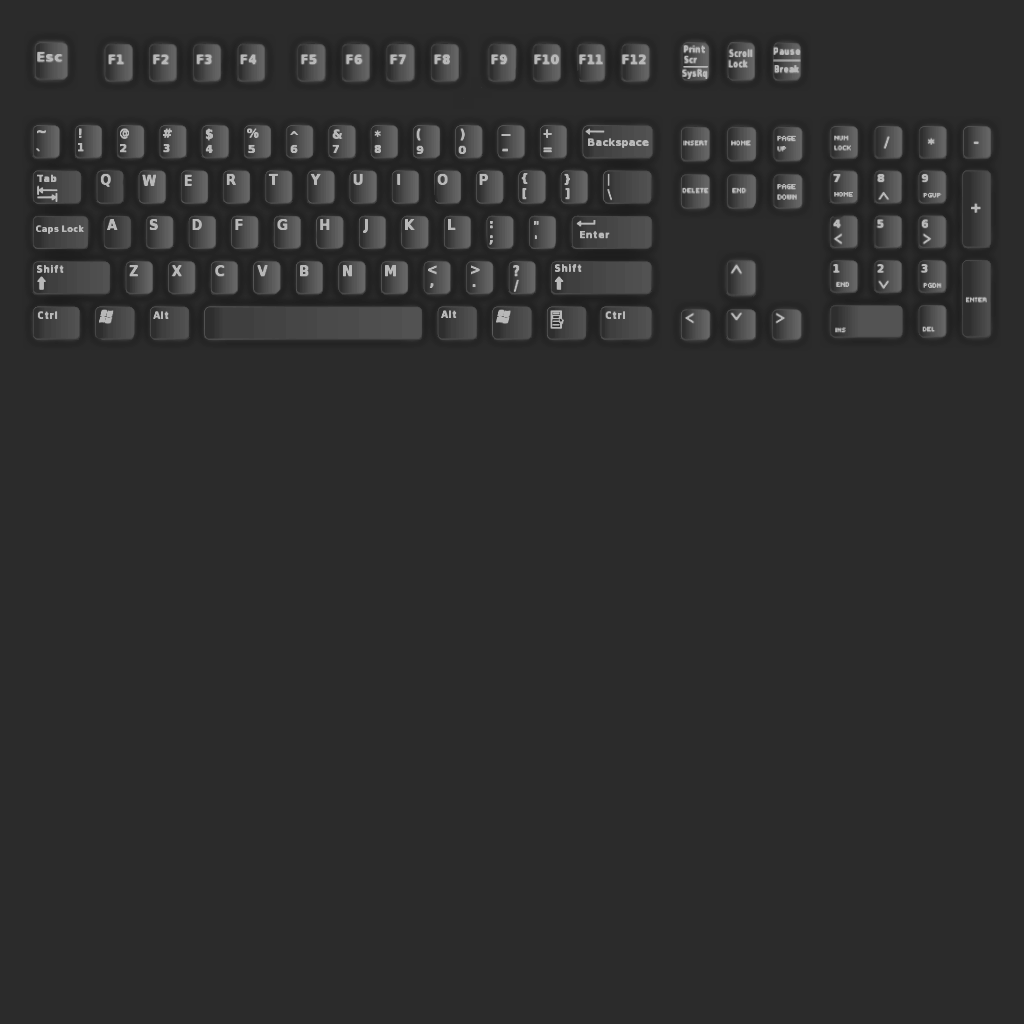 Esc F1 F2 F3 F4 F5 F6 F7 F8 F9 F10 F11 F12 Print Scr SysRq Scroll Lock Pause Break
~ ` ! 1 @ 2 # 3 $ 4 % 5 ^ 6 & 7 * 8 ( 9 ) 0 — - + = Backspace INSERT HOME PAGE UP NUM LOCK / * -
Tab Q W E R T Y U I O P { [ } ] | \ DELETE END PAGE DOWN 7 HOME 8 ^ 9 PGUP +
Caps Lock A S D F G H J K L : ; " ' Enter 4 < 5 6 >
Shift Z X C V B N M < , > . ? / Shift ^ 1 END 2 v 3 PGDN ENTER
Ctrl Alt Alt Ctrl < v > INS DEL